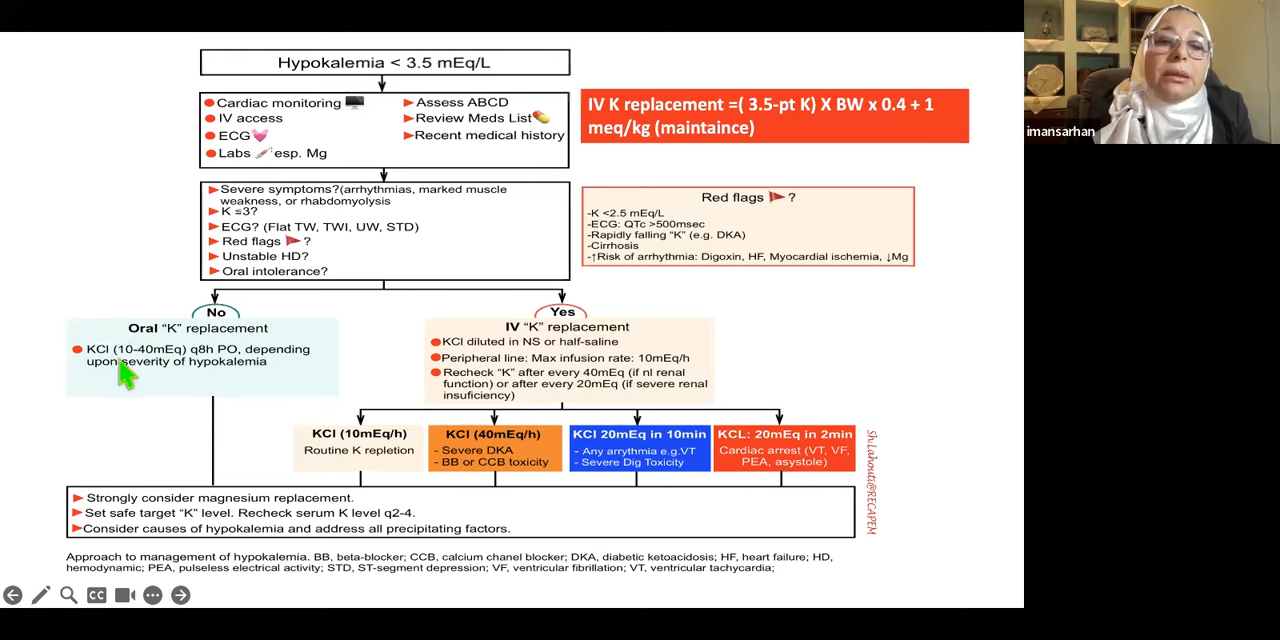 Hypokalemia < 3.5 mEq/L
Cardiac monitoring
IV access
ECG
Labs esp. Mg
Assess ABCD
Review Meds List
Recent medical history
IV K replacement =( 3.5-pt K) X BW x 0.4 + 1
meq/kg (maintaince)
imansarhan
Severe symptoms?(arrhythmias, marked muscle
weakness, or rhabdomyolysis
K ≤3?
ECG? (Flat TW, TWI, UW, STD)
Red flags ?
Unstable HD?
Oral intolerance?
Red flags ?
-K <2.5 mEq/L
-ECG: QTc >500msec
-Rapidly falling "K" (e.g. DKA)
-Cirrhosis
-↑Risk of arrhythmia: Digoxin, HF, Myocardial ischemia, ↓Mg
No
Oral "K" replacement
KCl (10-40mEq) q8h PO, depending
upon severity of hypokalemia
Yes
IV "K" replacement
KCl diluted in NS or half-saline
Peripheral line: Max infusion rate: 10mEq/h
Recheck "K" after every 40mEq (if nl renal
function) or after every 20mEq (if severe renal
insuficiency)
KCl (10mEq/h)
Routine K repletion
KCl (40mEq/h)
- Severe DKA
- BB or CCB toxicity
KCl 20mEq in 10min
- Any arrythmia e.g.VT
- Severe Dig Toxicity
KCL: 20mEq in 2min
Cardiac arrest (VT, VF,
PEA, asystole)
Sh.Lahouti@RECAPEM
Strongly consider magnesium replacement.
Set safe target "K" level. Recheck serum K level q2-4.
Consider causes of hypokalemia and address all precipitating factors.
Approach to management of hypokalemia. BB, beta-blocker; CCB, calcium chanel blocker; DKA, diabetic ketoacidosis; HF, heart failure; HD,
hemodynamic; PEA, pulseless electrical activity; STD, ST-segment depression; VF, ventricular fibrillation; VT, ventricular tachycardia;
CC